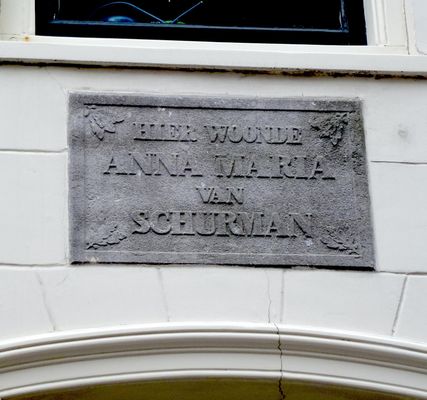 HIER WOONDE
ANNA MARIA
VAN
SCHURMAN